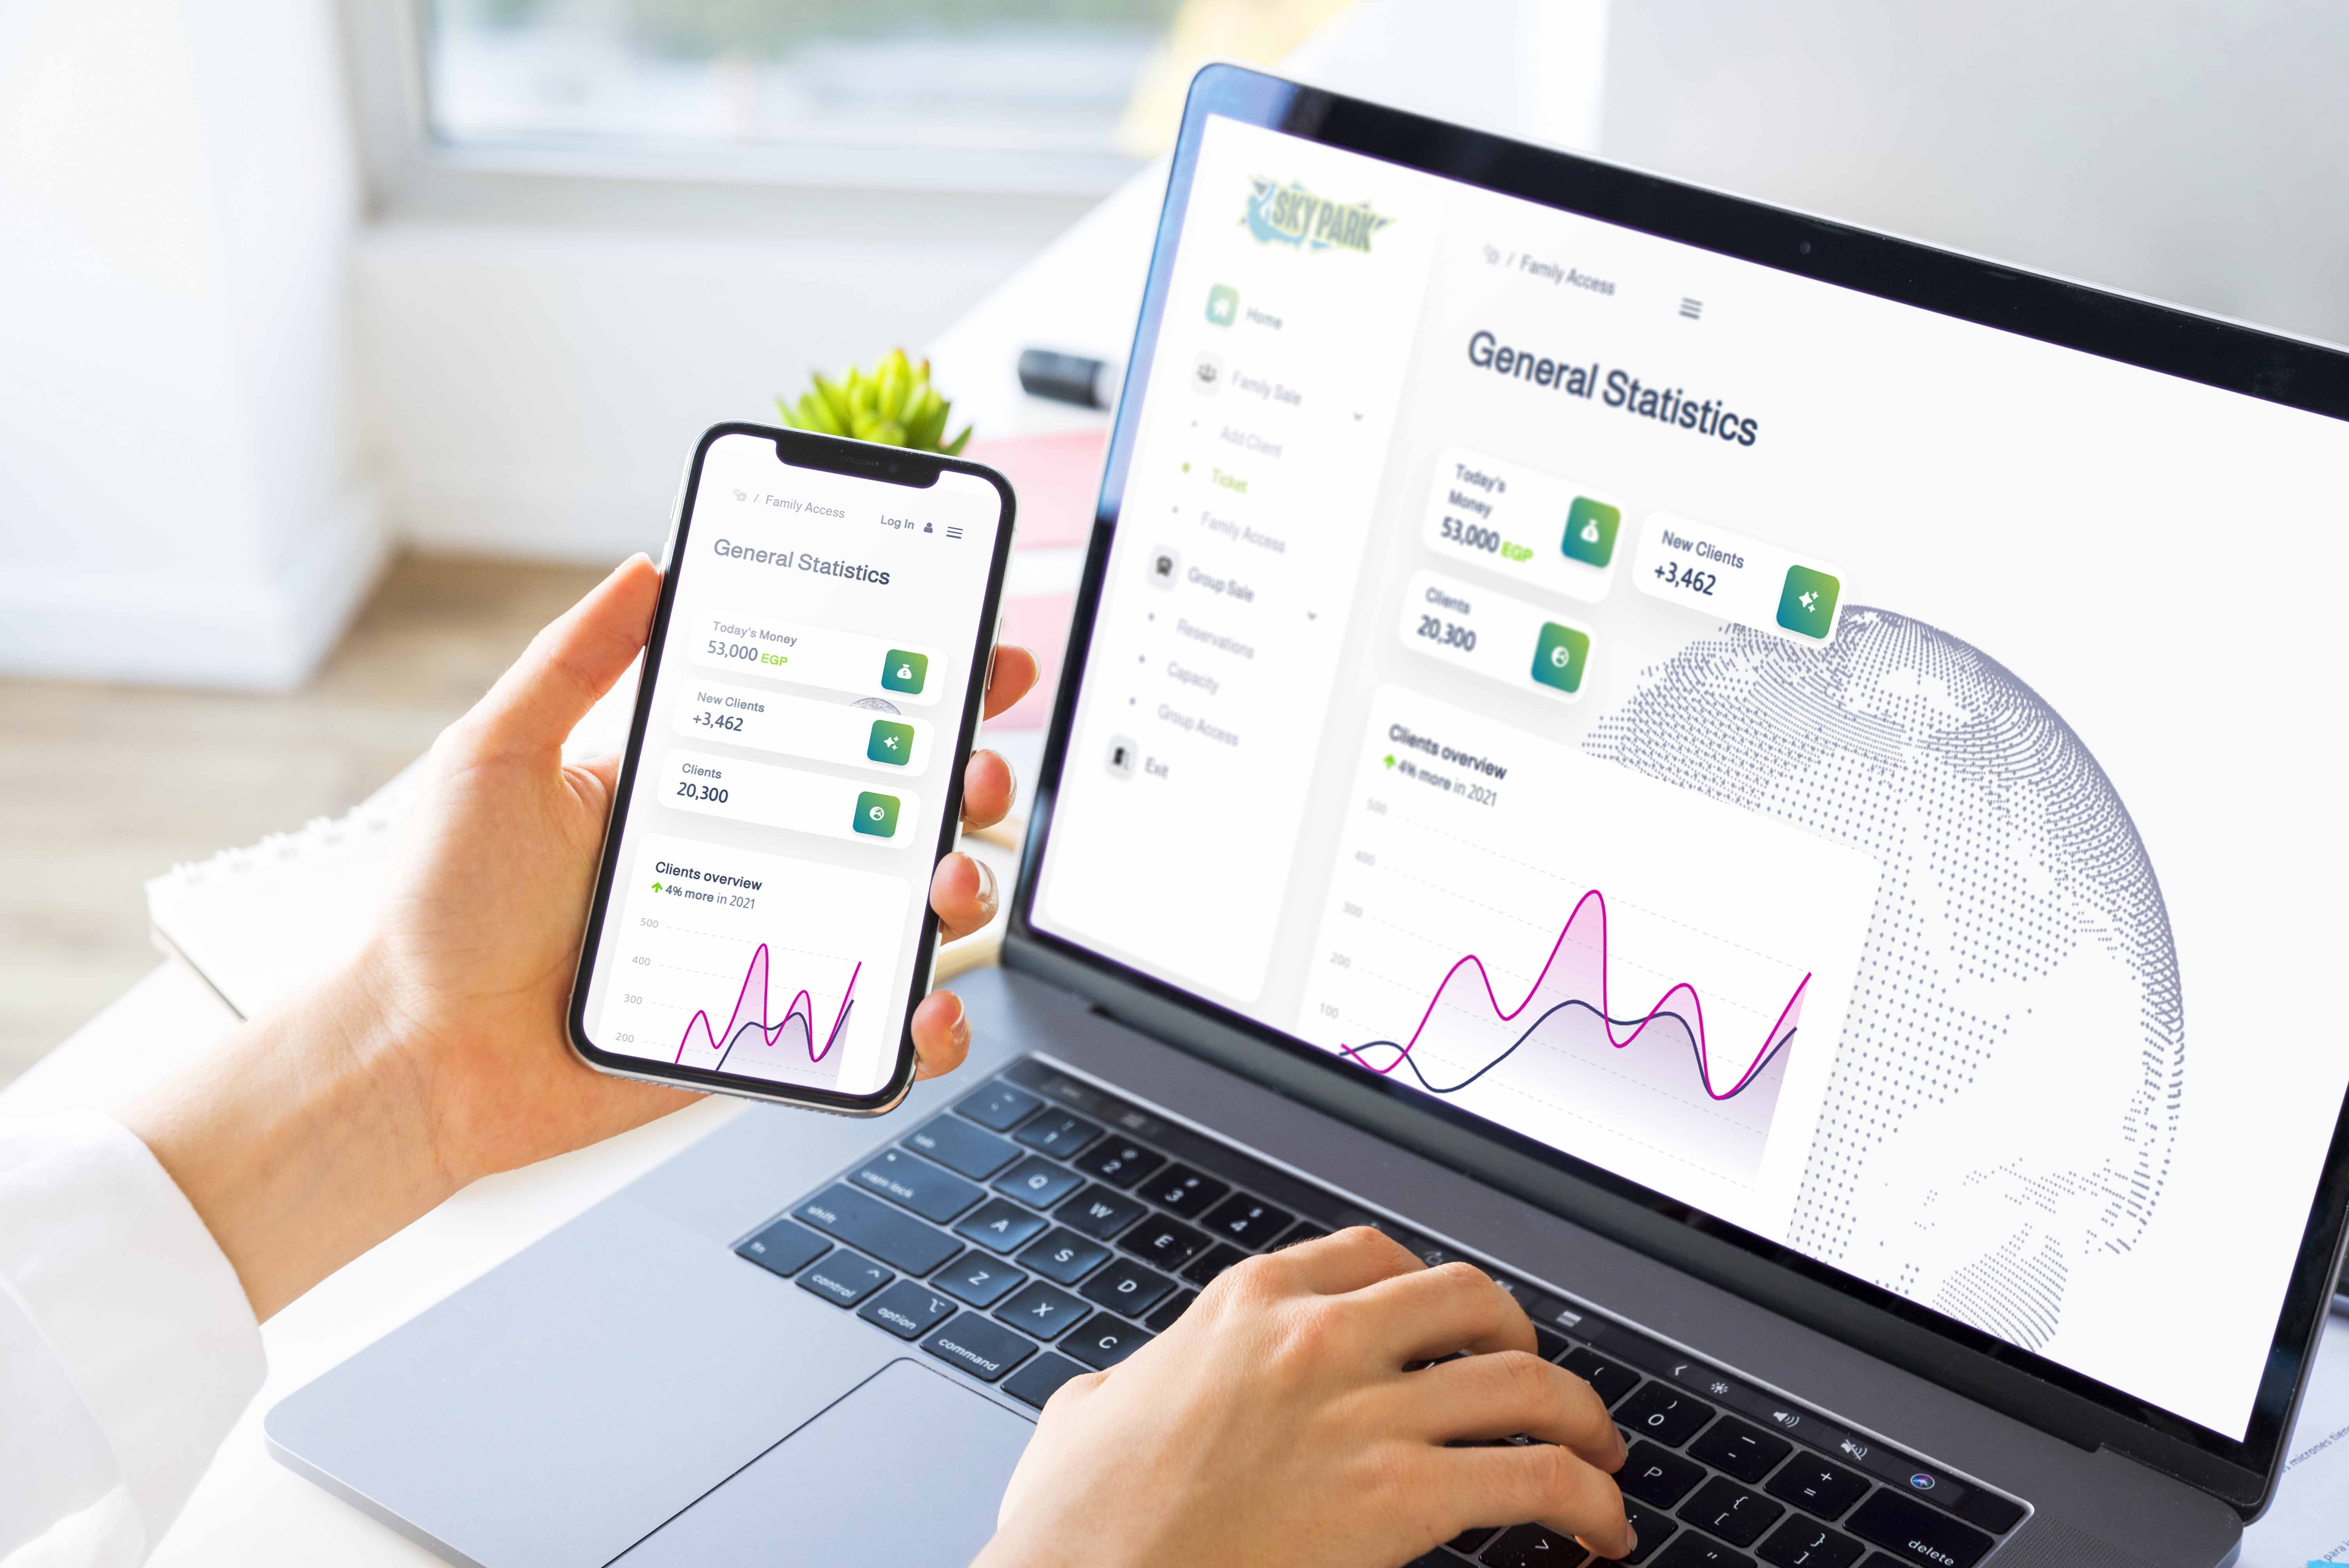 / Family Access
Log In
General Statistics
Today's Money
53,000 EGP
New Clients
+3,462
Clients
20,300
Clients overview
4% more in 2021
500
400
300
200
SKY PARK
Home
Family Sale
Add Client
Ticket
Family Access
Group Sale
Reservations
Capacity
Group Access
Exit
/ Family Access
General Statistics
Today's
Money
53,000 EGP
New Clients
+3,462
Clients
20,300
Clients overview
4% more in 2021
500
400
300
200
100
tab
Q W E
caps lock
A S D
shift
Z X C
fn
control
option
command
2 3 4
@ # $
) O
P
+ =
{ [
} ]
delete